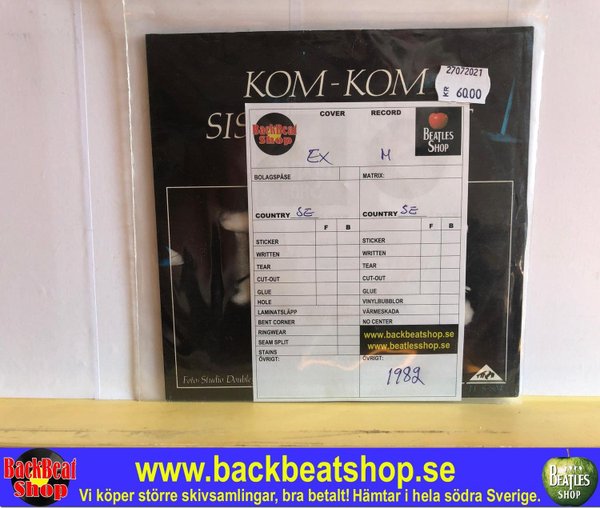 27072021
KR 60.00
KOM-KOM
SIS
COVER RECORD
BackBeat Shop
BEATLES SHOP
EX M
BOLAGSPÅSE MATRIX:
COUNTRY SE COUNTRY SE
F B F B
STICKER STICKER
WRITTEN WRITTEN
TEAR TEAR
CUT-OUT CUT-OUT
GLUE GLUE
HOLE VINYLBUBBLOR
LAMINATSLÄPP VÄRMESKADA
BENT CORNER NO CENTER
RINGWEAR www.backbeatshop.se
SEAM SPLIT www.beatlesshop.se
STAINS
ÖVRIGT: ÖVRIGT:
1982
Foto: Studio Double
BackBeat Shop
www.backbeatshop.se
Vi köper större skivsamlingar, bra betalt! Hämtar i hela södra Sverige.
BEATLES SHOP